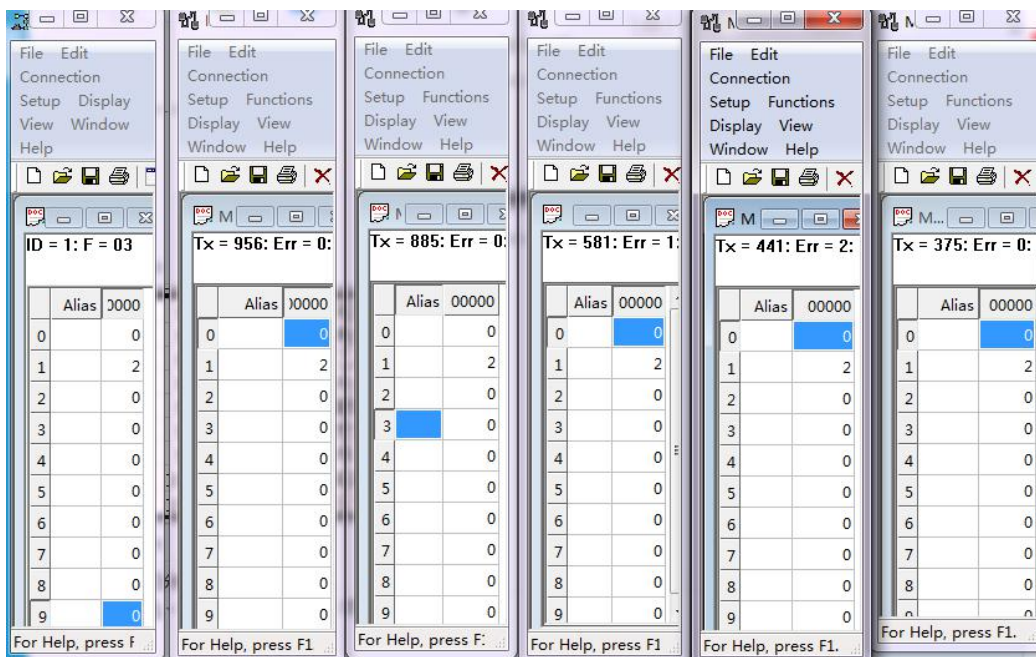 File Edit
Connection
Setup Display
View Window
Help
ID = 1: F = 03
Alias 0000
0 0
1 2
2 0
3 0
4 0
5 0
6 0
7 0
8 0
9 0
For Help, press F
File Edit
Connection
Setup Functions
Display View
Window Help
M
Tx = 956: Err = 0:
Alias 00000
0 0
1 2
2 0
3 0
4 0
5 0
6 0
7 0
8 0
9 0
For Help, press F1
File Edit
Connection
Setup Functions
Display View
Window Help
Tx = 885: Err = 0:
Alias 00000
0 0
1 2
2 0
3 0
4 0
5 0
6 0
7 0
8 0
9 0
For Help, press F
File Edit
Connection
Setup Functions
Display View
Window Help
Tx = 581: Err = 1:
Alias 00000
0 0
1 2
2 0
3 0
4 0
5 0
6 0
7 0
8 0
9 0
For Help, press F1
File Edit
Connection
Setup Functions
Display View
Window Help
M
Tx = 441: Err = 2:
Alias 00000
0 0
1 2
2 0
3 0
4 0
5 0
6 0
7 0
8 0
9 0
For Help, press F1.
File Edit
Connection
Setup Functions
Display View
Window Help
M...
Tx = 375: Err = 0:
Alias 00000
0 0
1 2
2 0
3 0
4 0
5 0
6 0
7 0
8 0
For Help, press F1.